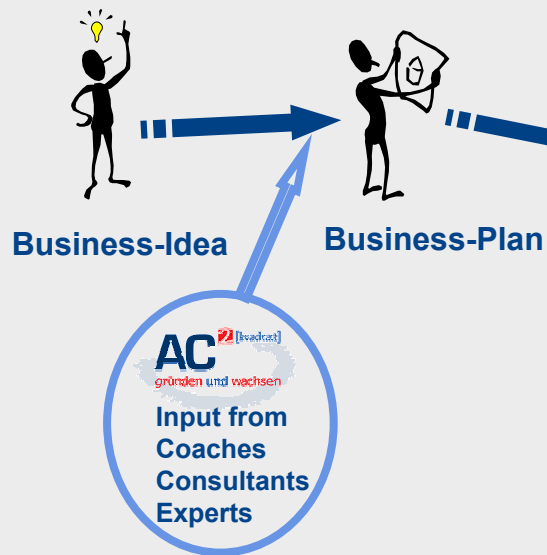 Business-Idea
Business-Plan
AC2 [kvadrat]
gründen und wachsen
Input from
Coaches
Consultants
Experts